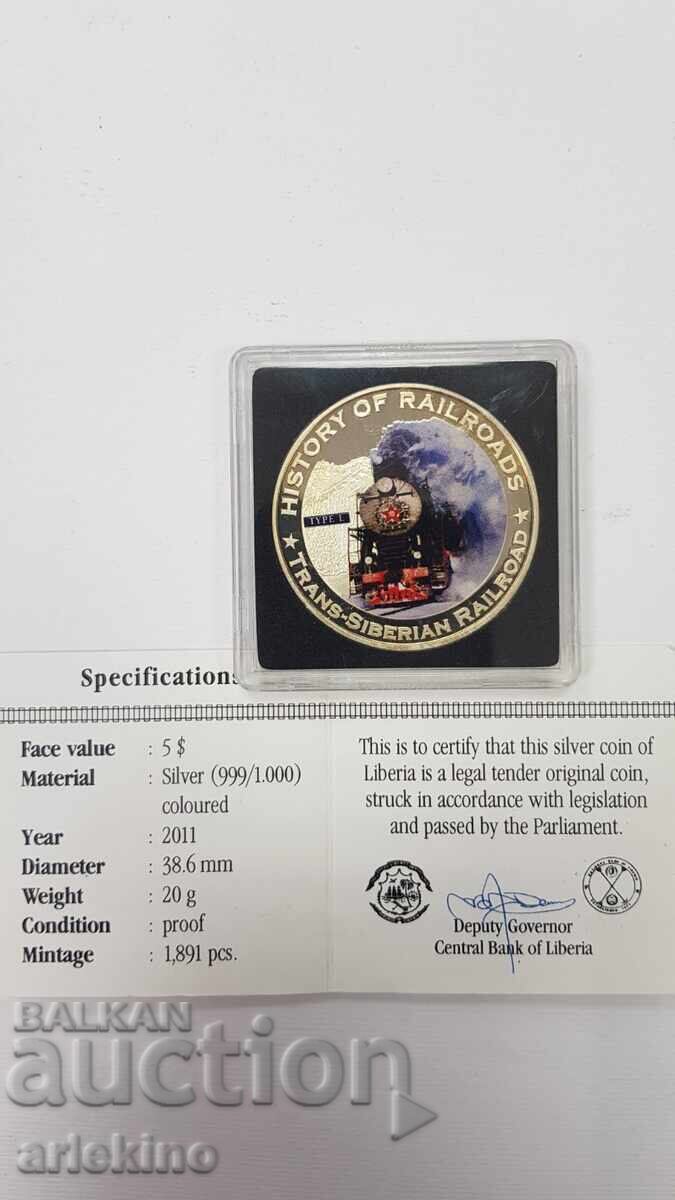 HISTORY OF RAILROADS
TYPE L
★ TRANS-SIBERIAN RAILROAD ★
Specifications
Face value : 5 $
Material : Silver (999/1.000)
coloured
Year : 2011
Diameter : 38.6 mm
Weight : 20 g
Condition : proof
Mintage : 1,891 pcs.
This is to certify that this silver coin of
Liberia is a legal tender original coin,
struck in accordance with legislation
and passed by the Parliament.
Deputy Governor
Central Bank of Liberia
BALKAN
auction
arlekino